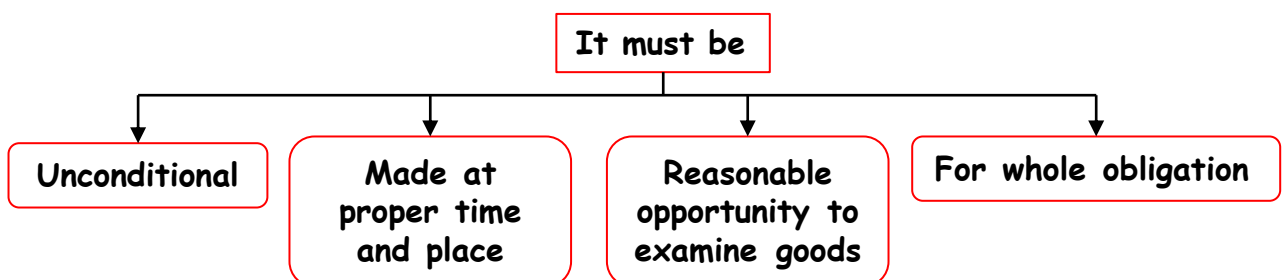 It must be
Unconditional
Made at
proper time
and place
Reasonable
opportunity to
examine goods
For whole obligation